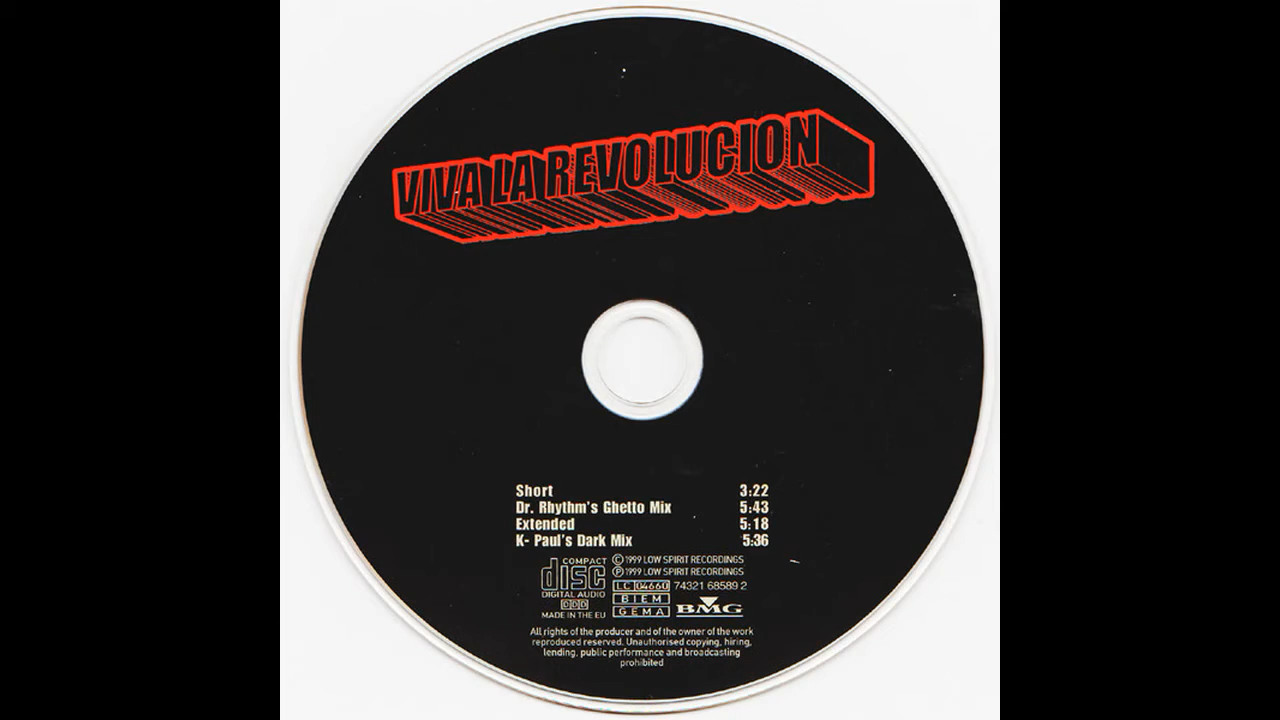 VIVA LA REVOLUCION
Short 3:22
Dr. Rhythm's Ghetto Mix 5:43
Extended 5:18
K- Paul's Dark Mix 5:36
COMPACT
disc
DIGITAL AUDIO
DDD
MADE IN THE EU
Ⓒ1999 LOW SPIRIT RECORDINGS
Ⓟ1999 LOW SPIRIT RECORDINGS
LC 04660 74321 68589 2
BIEM
GEMA BMG
All rights of the producer and of the owner of the work
reproduced reserved. Unauthorised copying, hiring,
lending, public performance and broadcasting
prohibited